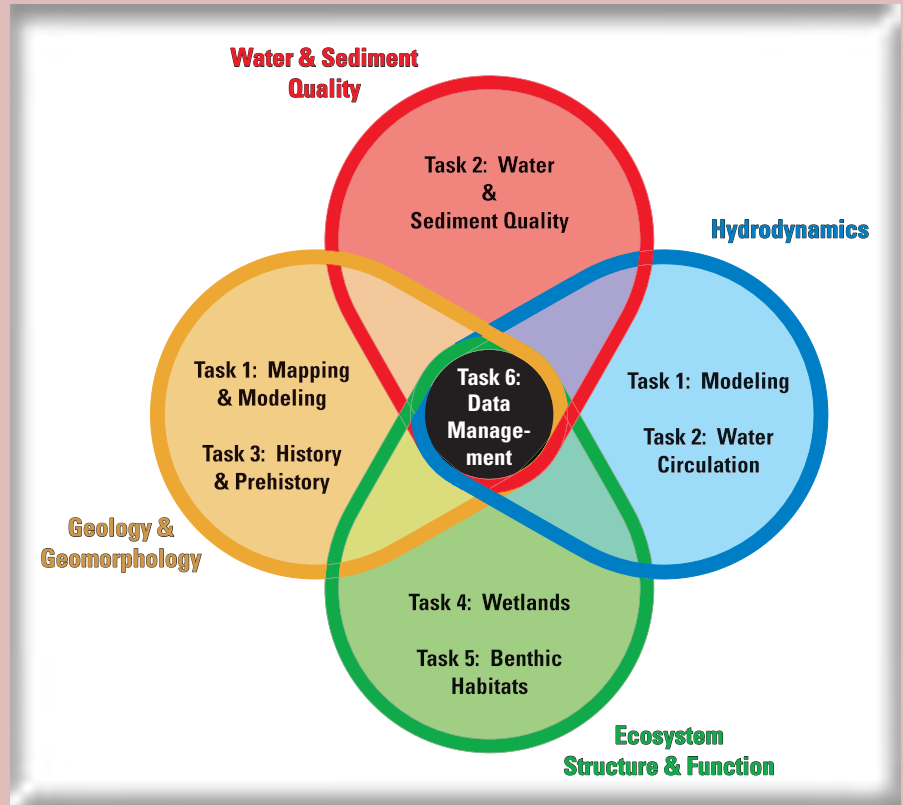 Water & Sediment
Quality
Task 2: Water
&
Sediment Quality
Hydrodynamics
Task 1: Mapping
& Modeling
Task 3: History
& Prehistory
Task 6:
Data
Manage-
ment
Task 1: Modeling
Task 2: Water
Circulation
Geology &
Geomorphology
Task 4: Wetlands
Task 5: Benthic
Habitats
Ecosystem
Structure & Function